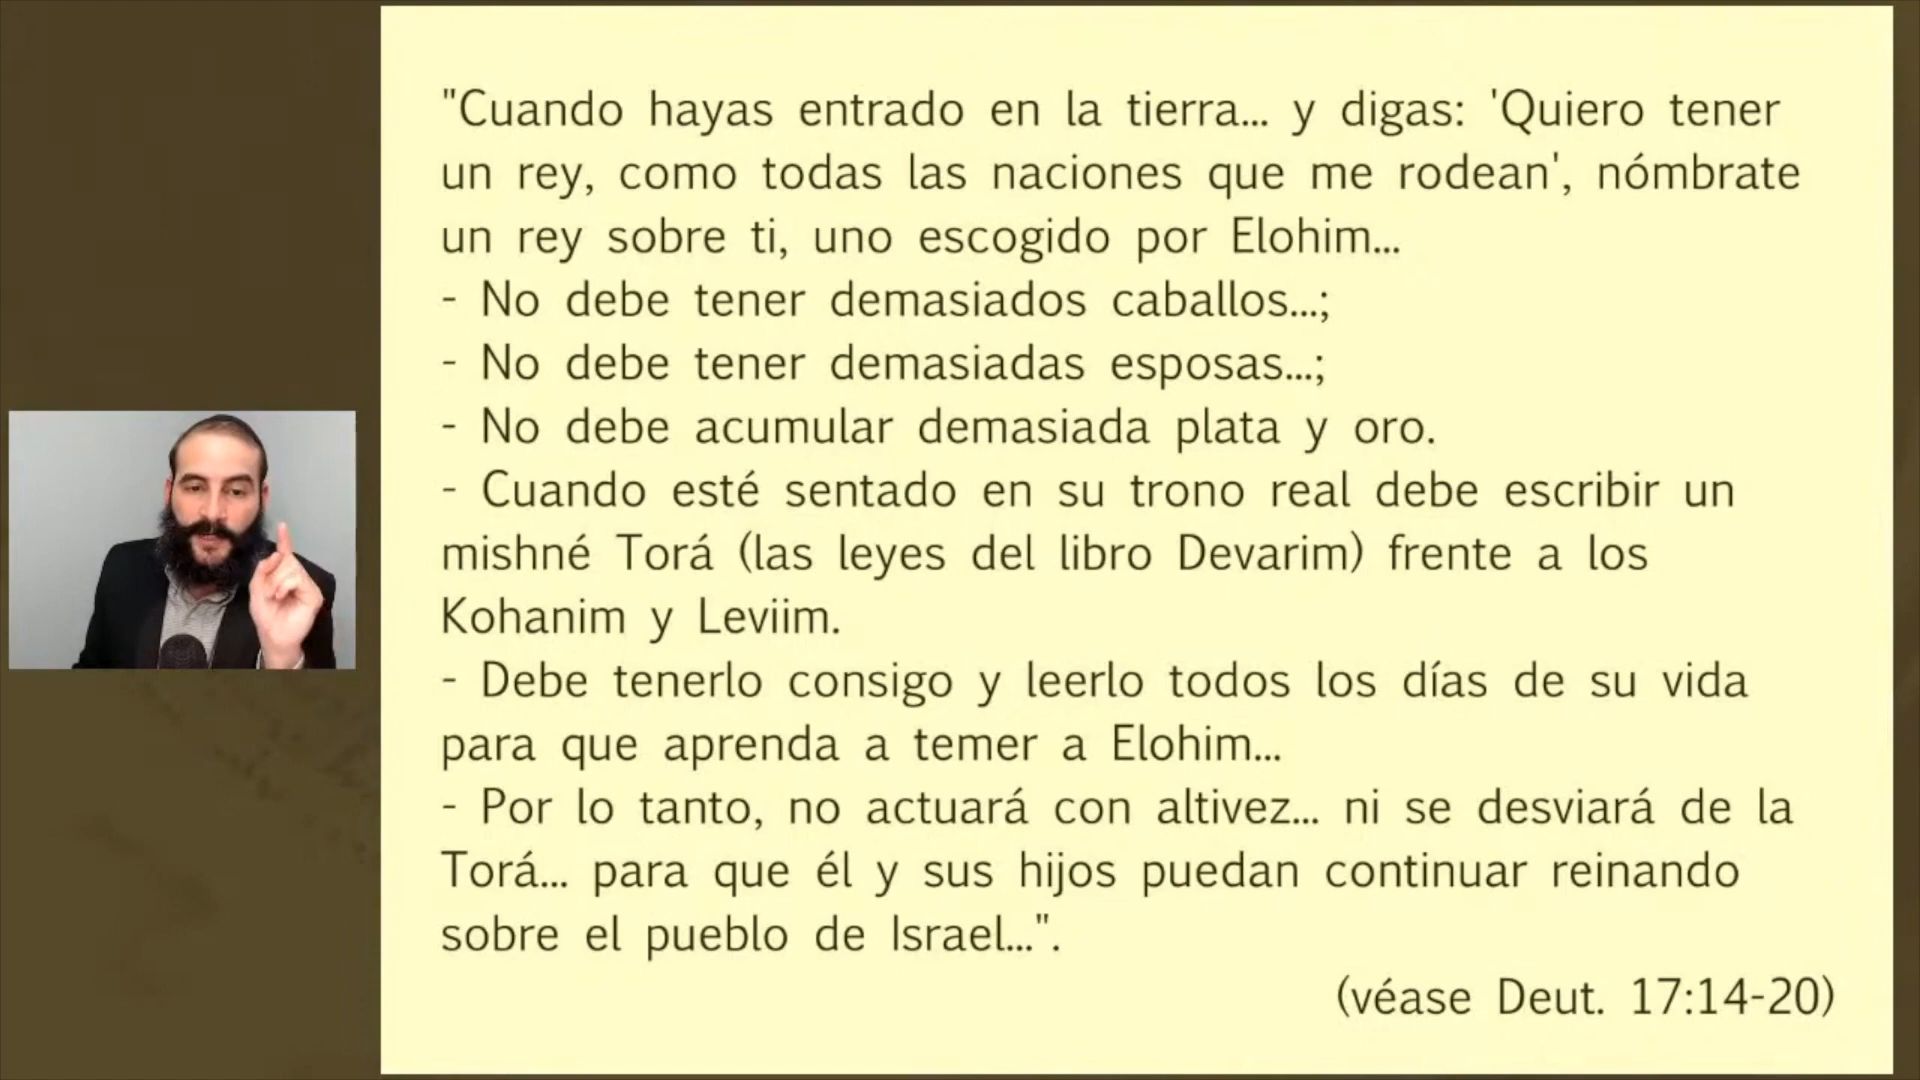 "Cuando hayas entrado en la tierra... y digas: 'Quiero tener
un rey, como todas las naciones que me rodean', nómbrate
un rey sobre ti, uno escogido por Elohim...
- No debe tener demasiados caballos...;
- No debe tener demasiadas esposas...;
- No debe acumular demasiada plata y oro.
- Cuando esté sentado en su trono real debe escribir un
mishné Torá (las leyes del libro Devarim) frente a los
Kohanim y Leviim.
- Debe tenerlo consigo y leerlo todos los días de su vida
para que aprenda a temer a Elohim...
- Por lo tanto, no actuará con altivez... ni se desviará de la
Torá... para que él y sus hijos puedan continuar reinando
sobre el pueblo de Israel...".
(véase Deut. 17:14-20)